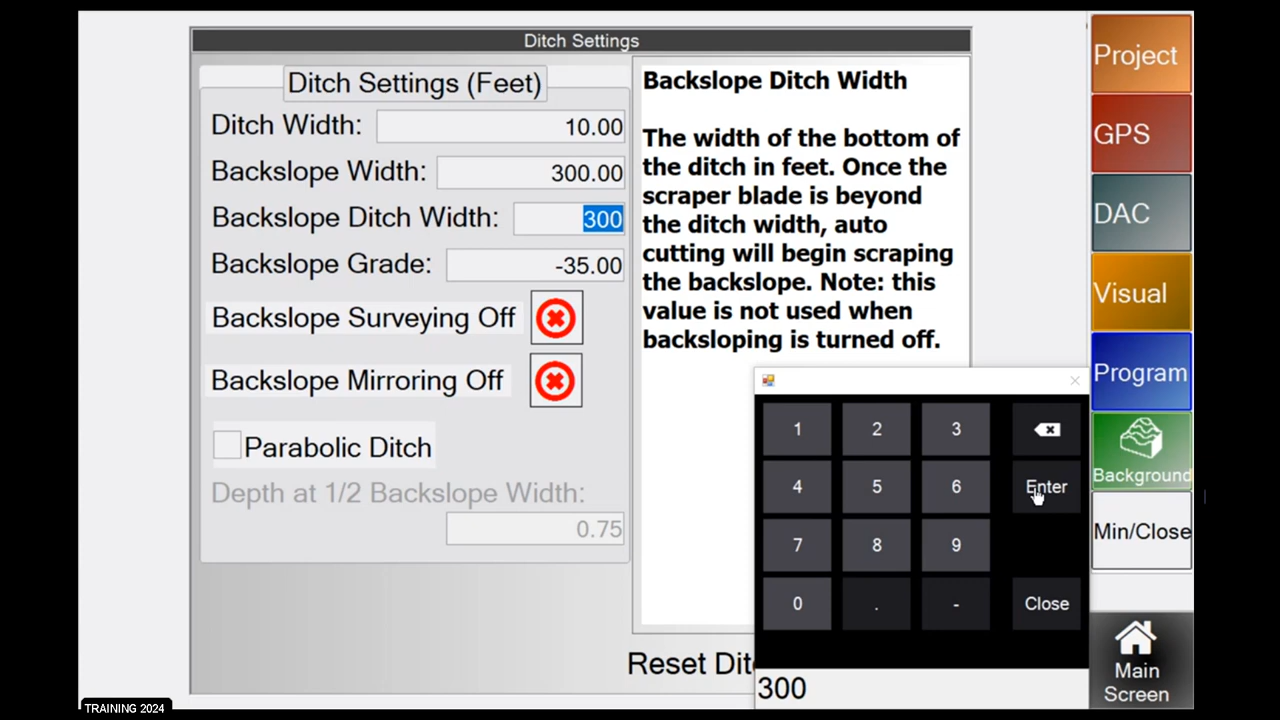 Ditch Settings
Ditch Settings (Feet)
Ditch Width: 10.00
Backslope Width: 300.00
Backslope Ditch Width: 300
Backslope Grade: -35.00
Backslope Surveying Off
Backslope Mirroring Off
Parabolic Ditch
Depth at 1/2 Backslope Width:
0.75
Backslope Ditch Width
The width of the bottom of
the ditch in feet. Once the
scraper blade is beyond
the ditch width, auto
cutting will begin scraping
the backslope. Note: this
value is not used when
backsloping is turned off.
Reset Dit
1 2 3
4 5 6 Enter
7 8 9
0 . - Close
300
Project
GPS
DAC
Visual
Program
Background
Min/Close
Main
Screen
TRAINING 2024